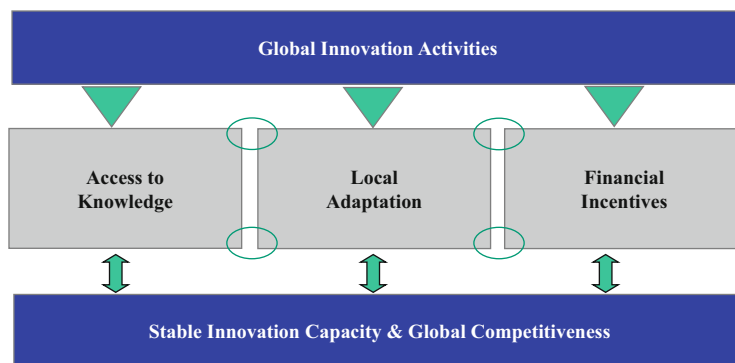 Global Innovation Activities
Access to
Knowledge
Local
Adaptation
Financial
Incentives
Stable Innovation Capacity & Global Competitiveness